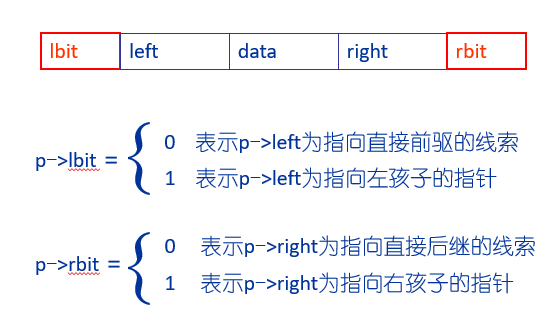 lbit left data right rbit
0 表示p->left为指向直接前驱的线索
p->lbit = {
1 表示p->left为指向左孩子的指针
0 表示p->right为指向直接后继的线索
p->rbit = {
1 表示p->right为指向右孩子的指针